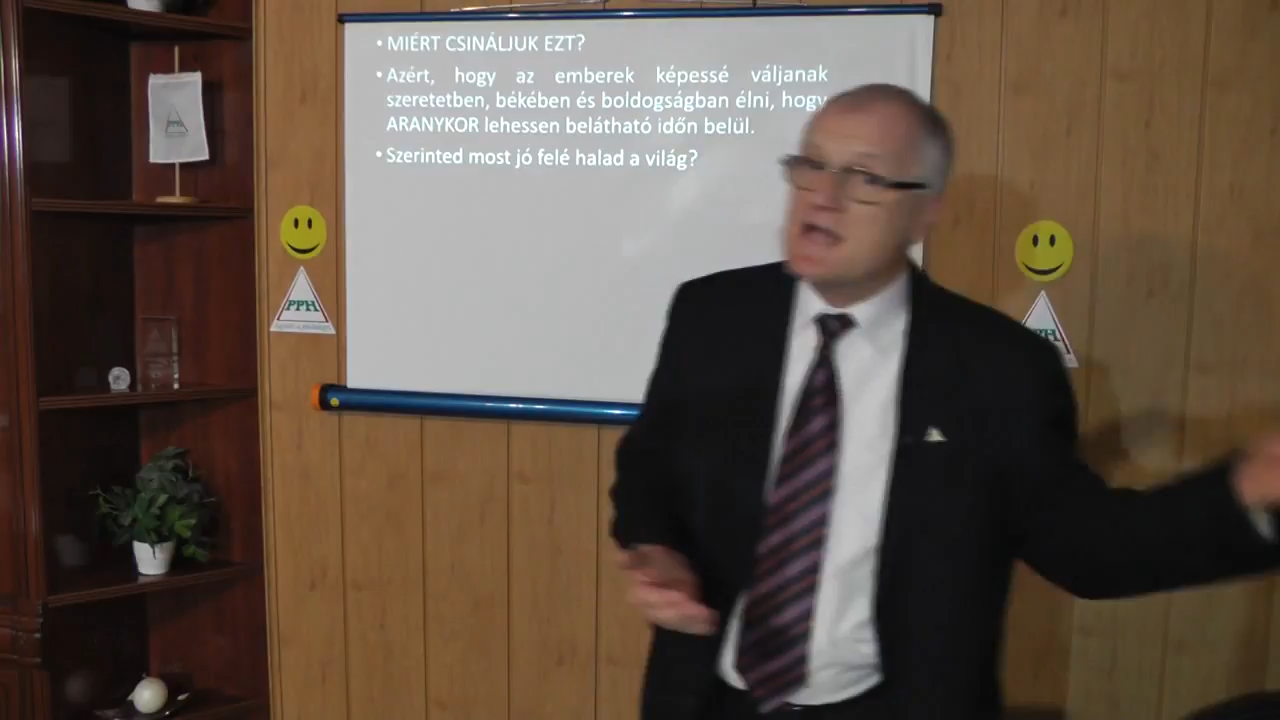 • MIÉRT CSINÁLJUK EZT?
• Azért, hogy az emberek képessé váljanak
szeretetben, békében és boldogságban élni, hogy
ARANYKOR lehessen belátható időn belül.
• Szerinted most jó felé halad a világ?
PPH